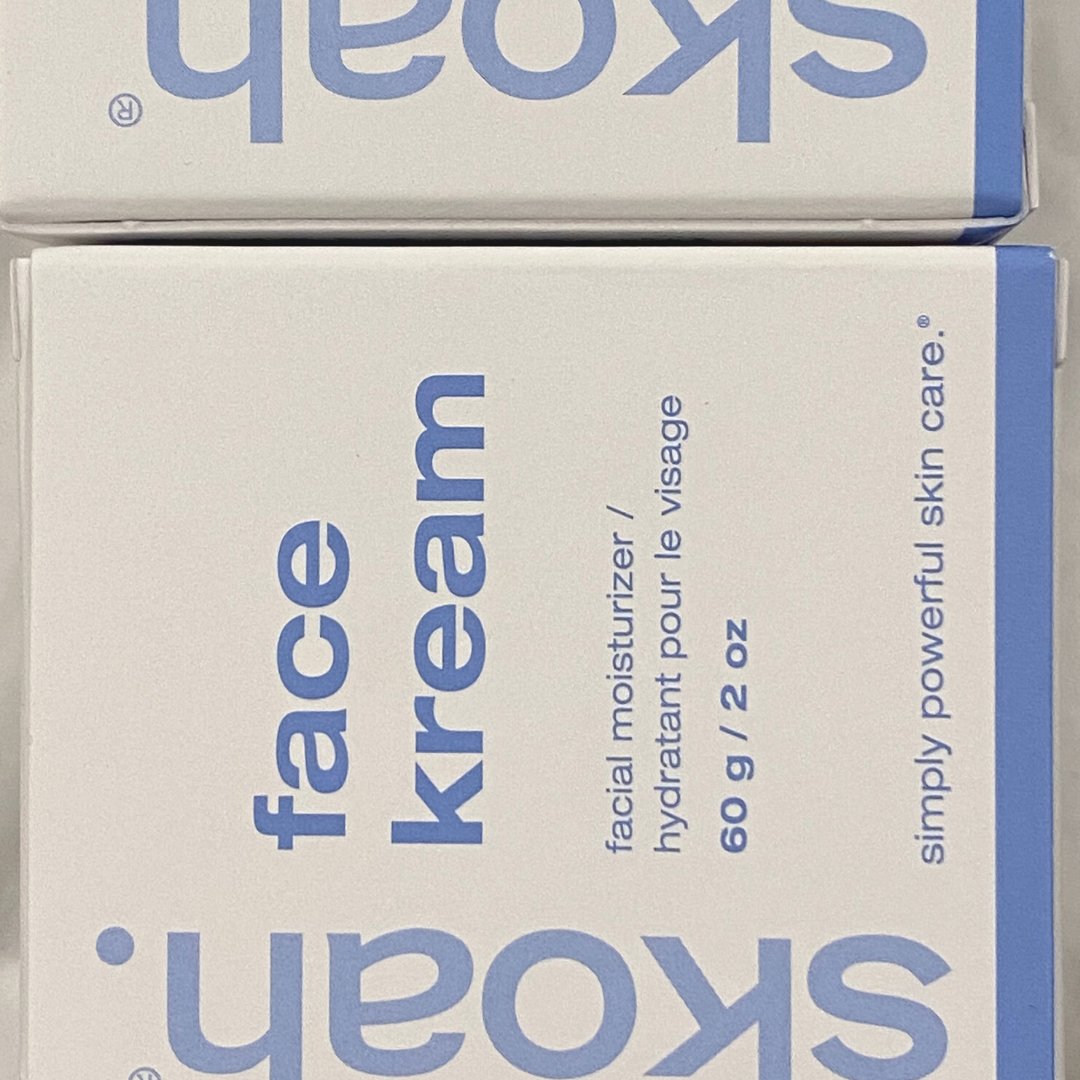 skoah
®
face
kream
facial moisturizer /
hydratant pour le visage
60 g / 2 oz
simply powerful skin care.®
skoah.
®